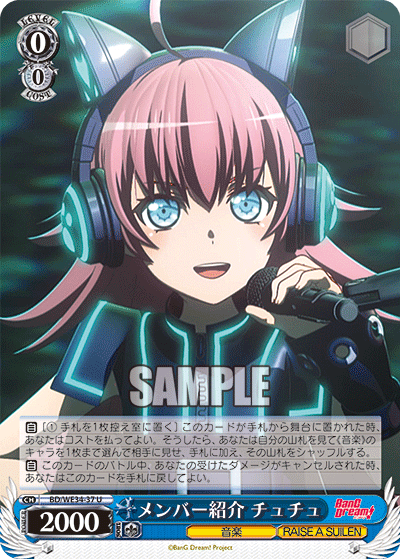 LEVEL
0
0
COST
SAMPLE
自[① 手札を1枚控え室に置く]このカードが手札から舞台に置かれた時、
あなたはコストを払ってよい。そうしたら、あなたは自分の山札を見て《音楽》の
キャラを1枚まで選んで相手に見せ、手札に加え、その山札をシャッフルする。
自 このカードのバトル中、あなたの受けたダメージがキャンセルされた時、
あなたはこのカードを手札に戻してよい。
CH
BD/WE34-37 U
POWER
2000
メンバー紹介 チュチュ
BanG Dream!
音楽
RAISE A SUILEN
©BanG Dream! Project